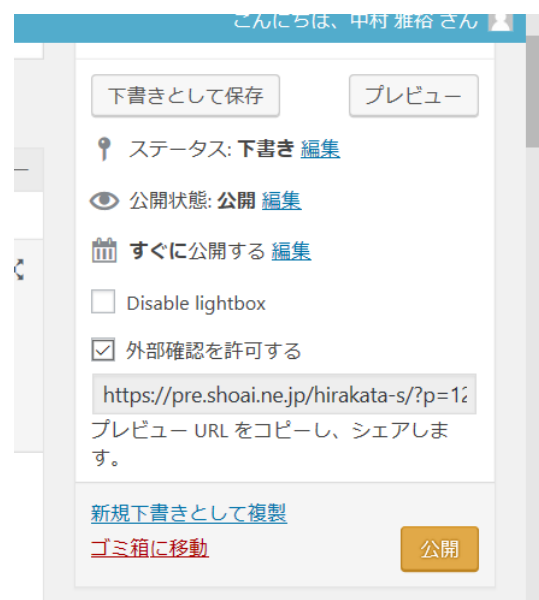 こんにちは、中村 雅裕 さん
下書きとして保存 プレビュー
ステータス: 下書き 編集
公開状態: 公開 編集
すぐに公開する 編集
Disable lightbox
外部確認を許可する
https://pre.shoai.ne.jp/hirakata-s/?p=12
プレビュー URL をコピーし、シェアしま
す。
新規下書きとして複製
ゴミ箱に移動 公開